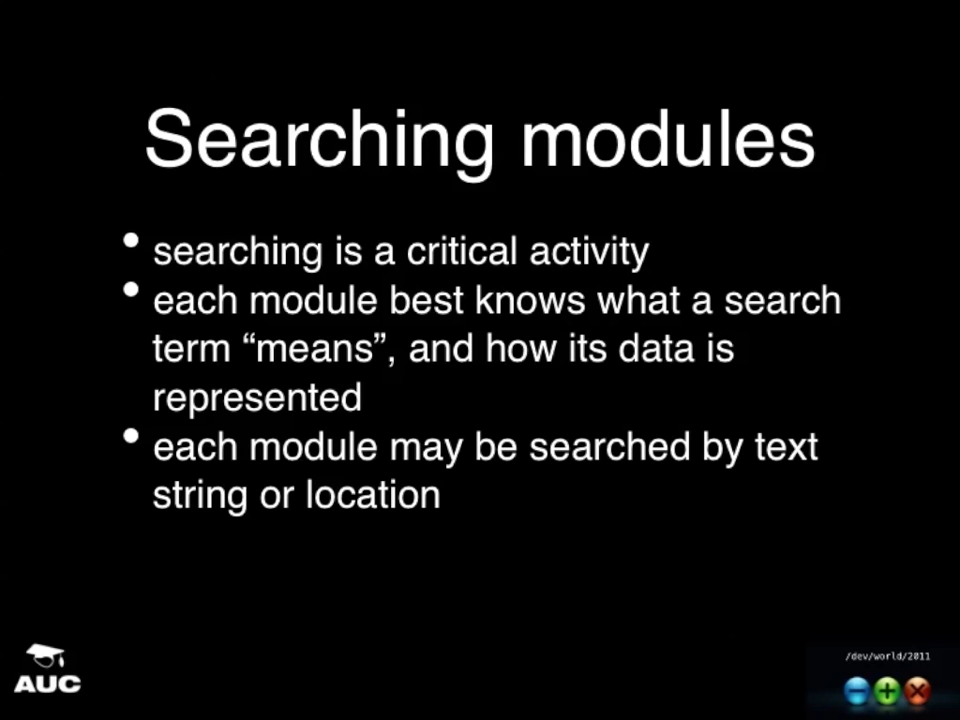 Searching modules
• searching is a critical activity
• each module best knows what a search
term “means”, and how its data is
represented
• each module may be searched by text
string or location
AUC
/dev/world/2011